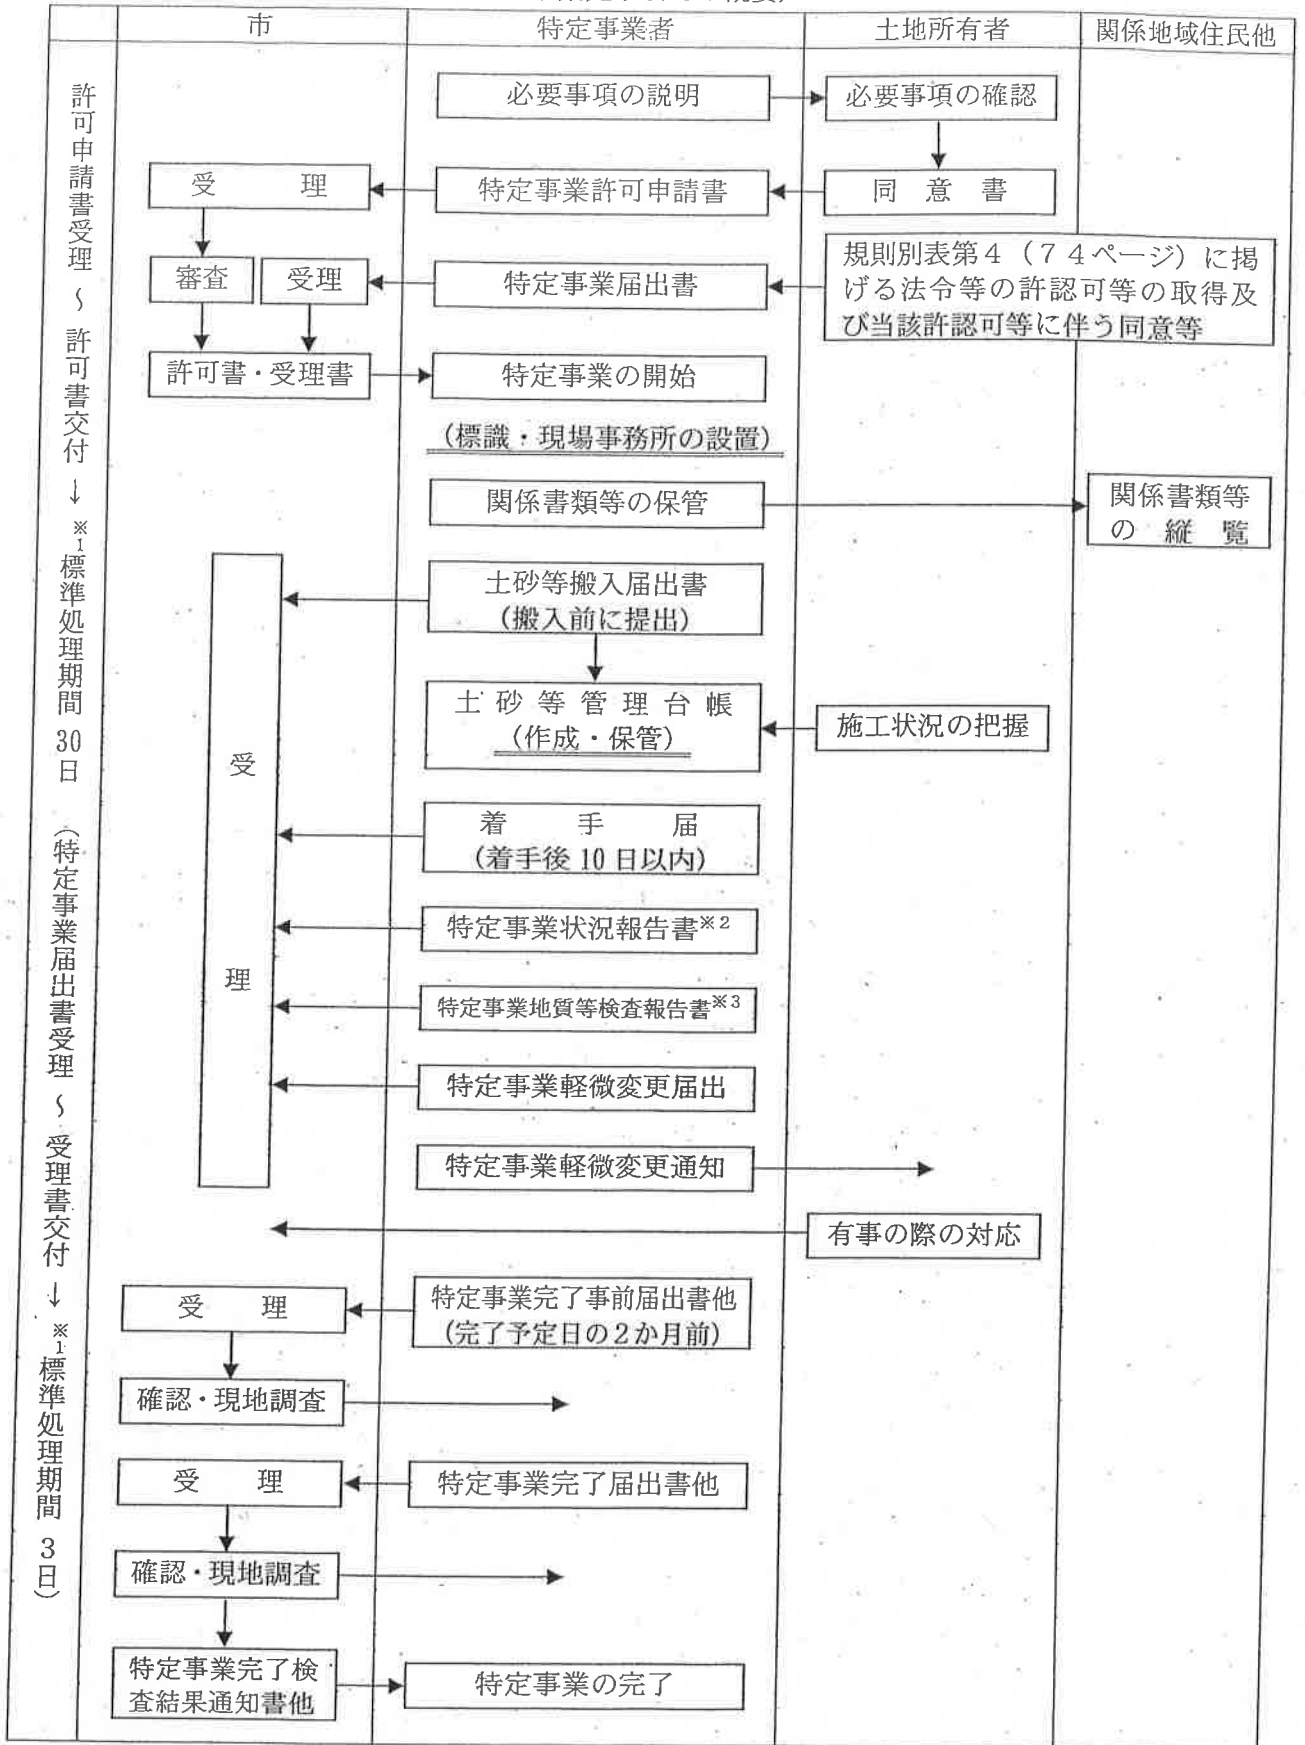 市
特定事業者
土地所有者
関係地域住民他
許可申請書受理 ~ 許可書交付 ↓ ※1標準処理期間 30日 (特定事業届出書受理 ~ 受理書交付 ↓ ※1標準処理期間 3日)
必要事項の説明
必要事項の確認
受 理
特定事業許可申請書
同 意 書
審査
受理
特定事業届出書
規則別表第4(74ページ)に掲
げる法令等の許認可等の取得及
び当該許認可等に伴う同意等
許可書・受理書
特定事業の開始
(標識・現場事務所の設置)
関係書類等の保管
関係書類等
の 縦 覧
受 理
土砂等搬入届出書
(搬入前に提出)
土砂等管理台帳
(作成・保管)
施工状況の把握
着 手 届
(着手後10日以内)
特定事業状況報告書※2
特定事業地質等検査報告書※3
特定事業軽微変更届出
特定事業軽微変更通知
有事の際の対応
受 理
特定事業完了事前届出書他
(完了予定日の2か月前)
確認・現地調査
受 理
特定事業完了届出書他
確認・現地調査
特定事業完了検
査結果通知書他
特定事業の完了